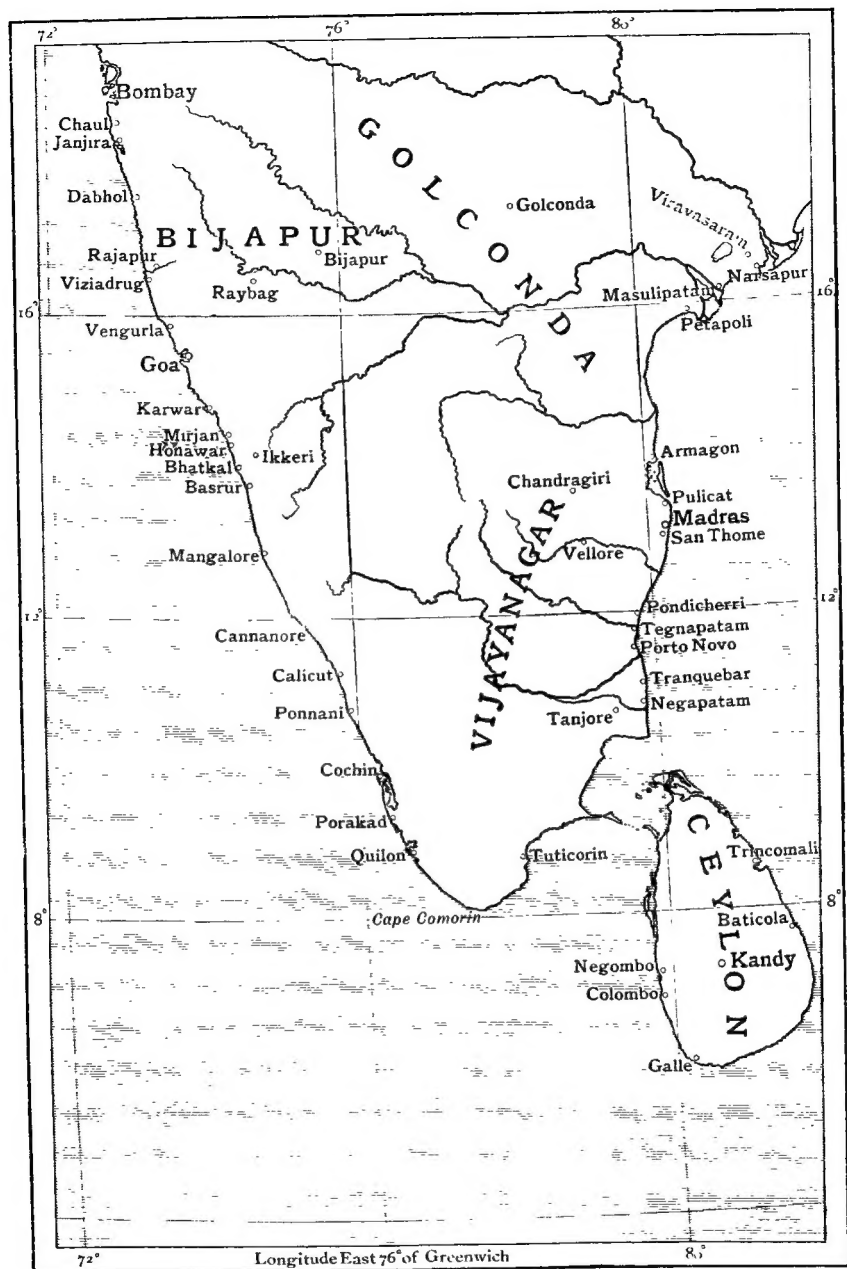 72°
76°
80°
72°
Bombay
Chaul
Janjira
GOLCONDA
Golconda
Dabhol
Viravasaram
BIJAPUR
Bijapur
Rajapur
Viziadrug
Raybag
Narsapur
Masulipatam
16°
16°
Petapoli
Vengurla
Goa
Karwar
Mirjan
Honawar
Ikkeri
Bhatkal
Basrur
Armagon
Chandragiri
Pulicat
Madras
San Thome
VIJAYANAGAR
Vellore
Mangalore
12°
12°
Pondicherri
Tegnapatam
Porto Novo
Cannanore
Calicut
Tranquebar
Negapatam
Ponnani
Tanjore
Cochin
Porakad
CEYLON
Quilon
Tuticorin
Trincomali
8°
8°
Cape Comorin
Baticola
Kandy
Negombo
Colombo
Galle
72°
Longitude East 76° of Greenwich
80°